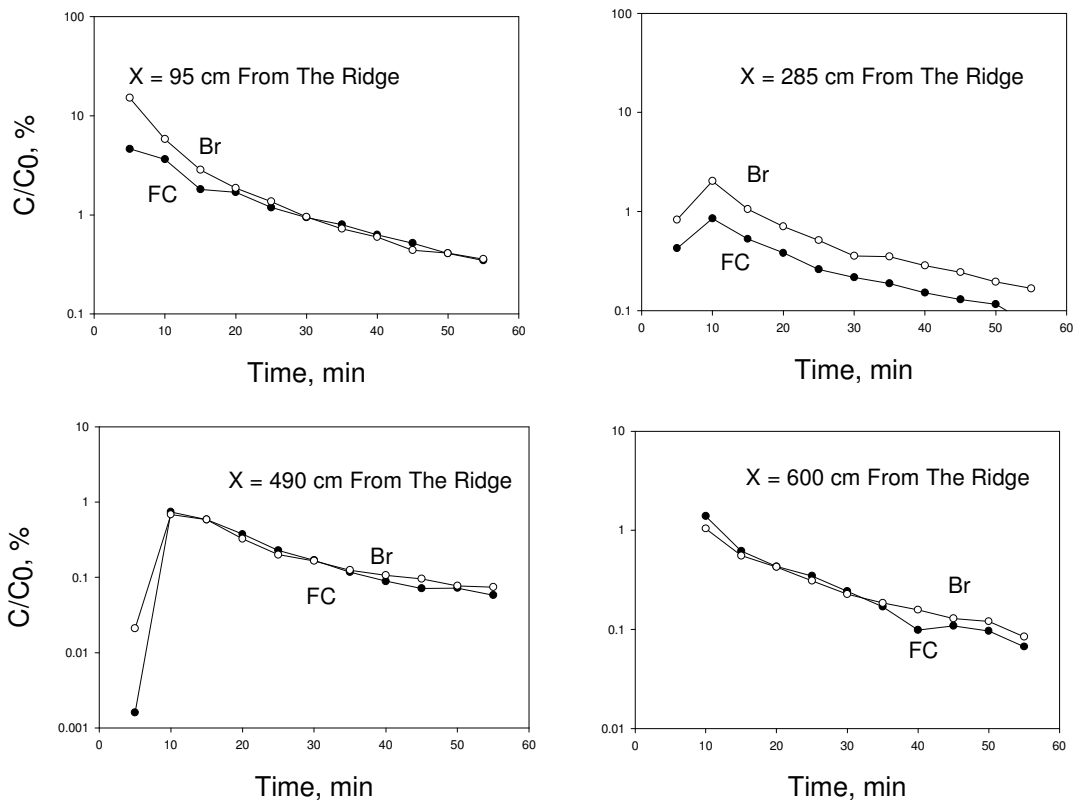 C/C0, %
100
10
1
0.1
X = 95 cm From The Ridge
Br
FC
0 10 20 30 40 50 60
Time, min
100
10
1
0.1
X = 285 cm From The Ridge
Br
FC
0 10 20 30 40 50 60
Time, min
C/C0, %
10
1
0.1
0.01
0.001
X = 490 cm From The Ridge
Br
FC
0 10 20 30 40 50 60
Time, min
10
1
0.1
0.01
X = 600 cm From The Ridge
Br
FC
0 10 20 30 40 50 60
Time, min